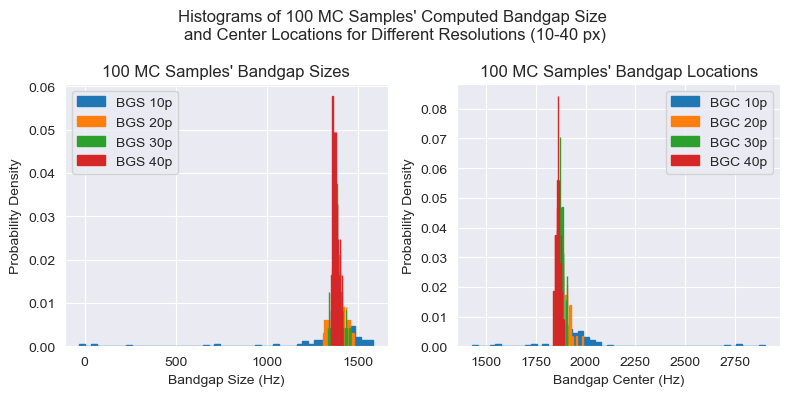 Histograms of 100 MC Samples' Computed Bandgap Size
and Center Locations for Different Resolutions (10-40 px)
100 MC Samples' Bandgap Sizes
BGS 10p
BGS 20p
BGS 30p
BGS 40p
Probability Density
0.06
0.05
0.04
0.03
0.02
0.01
0.00
0 500 1000 1500
Bandgap Size (Hz)
100 MC Samples' Bandgap Locations
BGC 10p
BGC 20p
BGC 30p
BGC 40p
Probability Density
0.08
0.07
0.06
0.05
0.04
0.03
0.02
0.01
0.00
1500 1750 2000 2250 2500 2750
Bandgap Center (Hz)